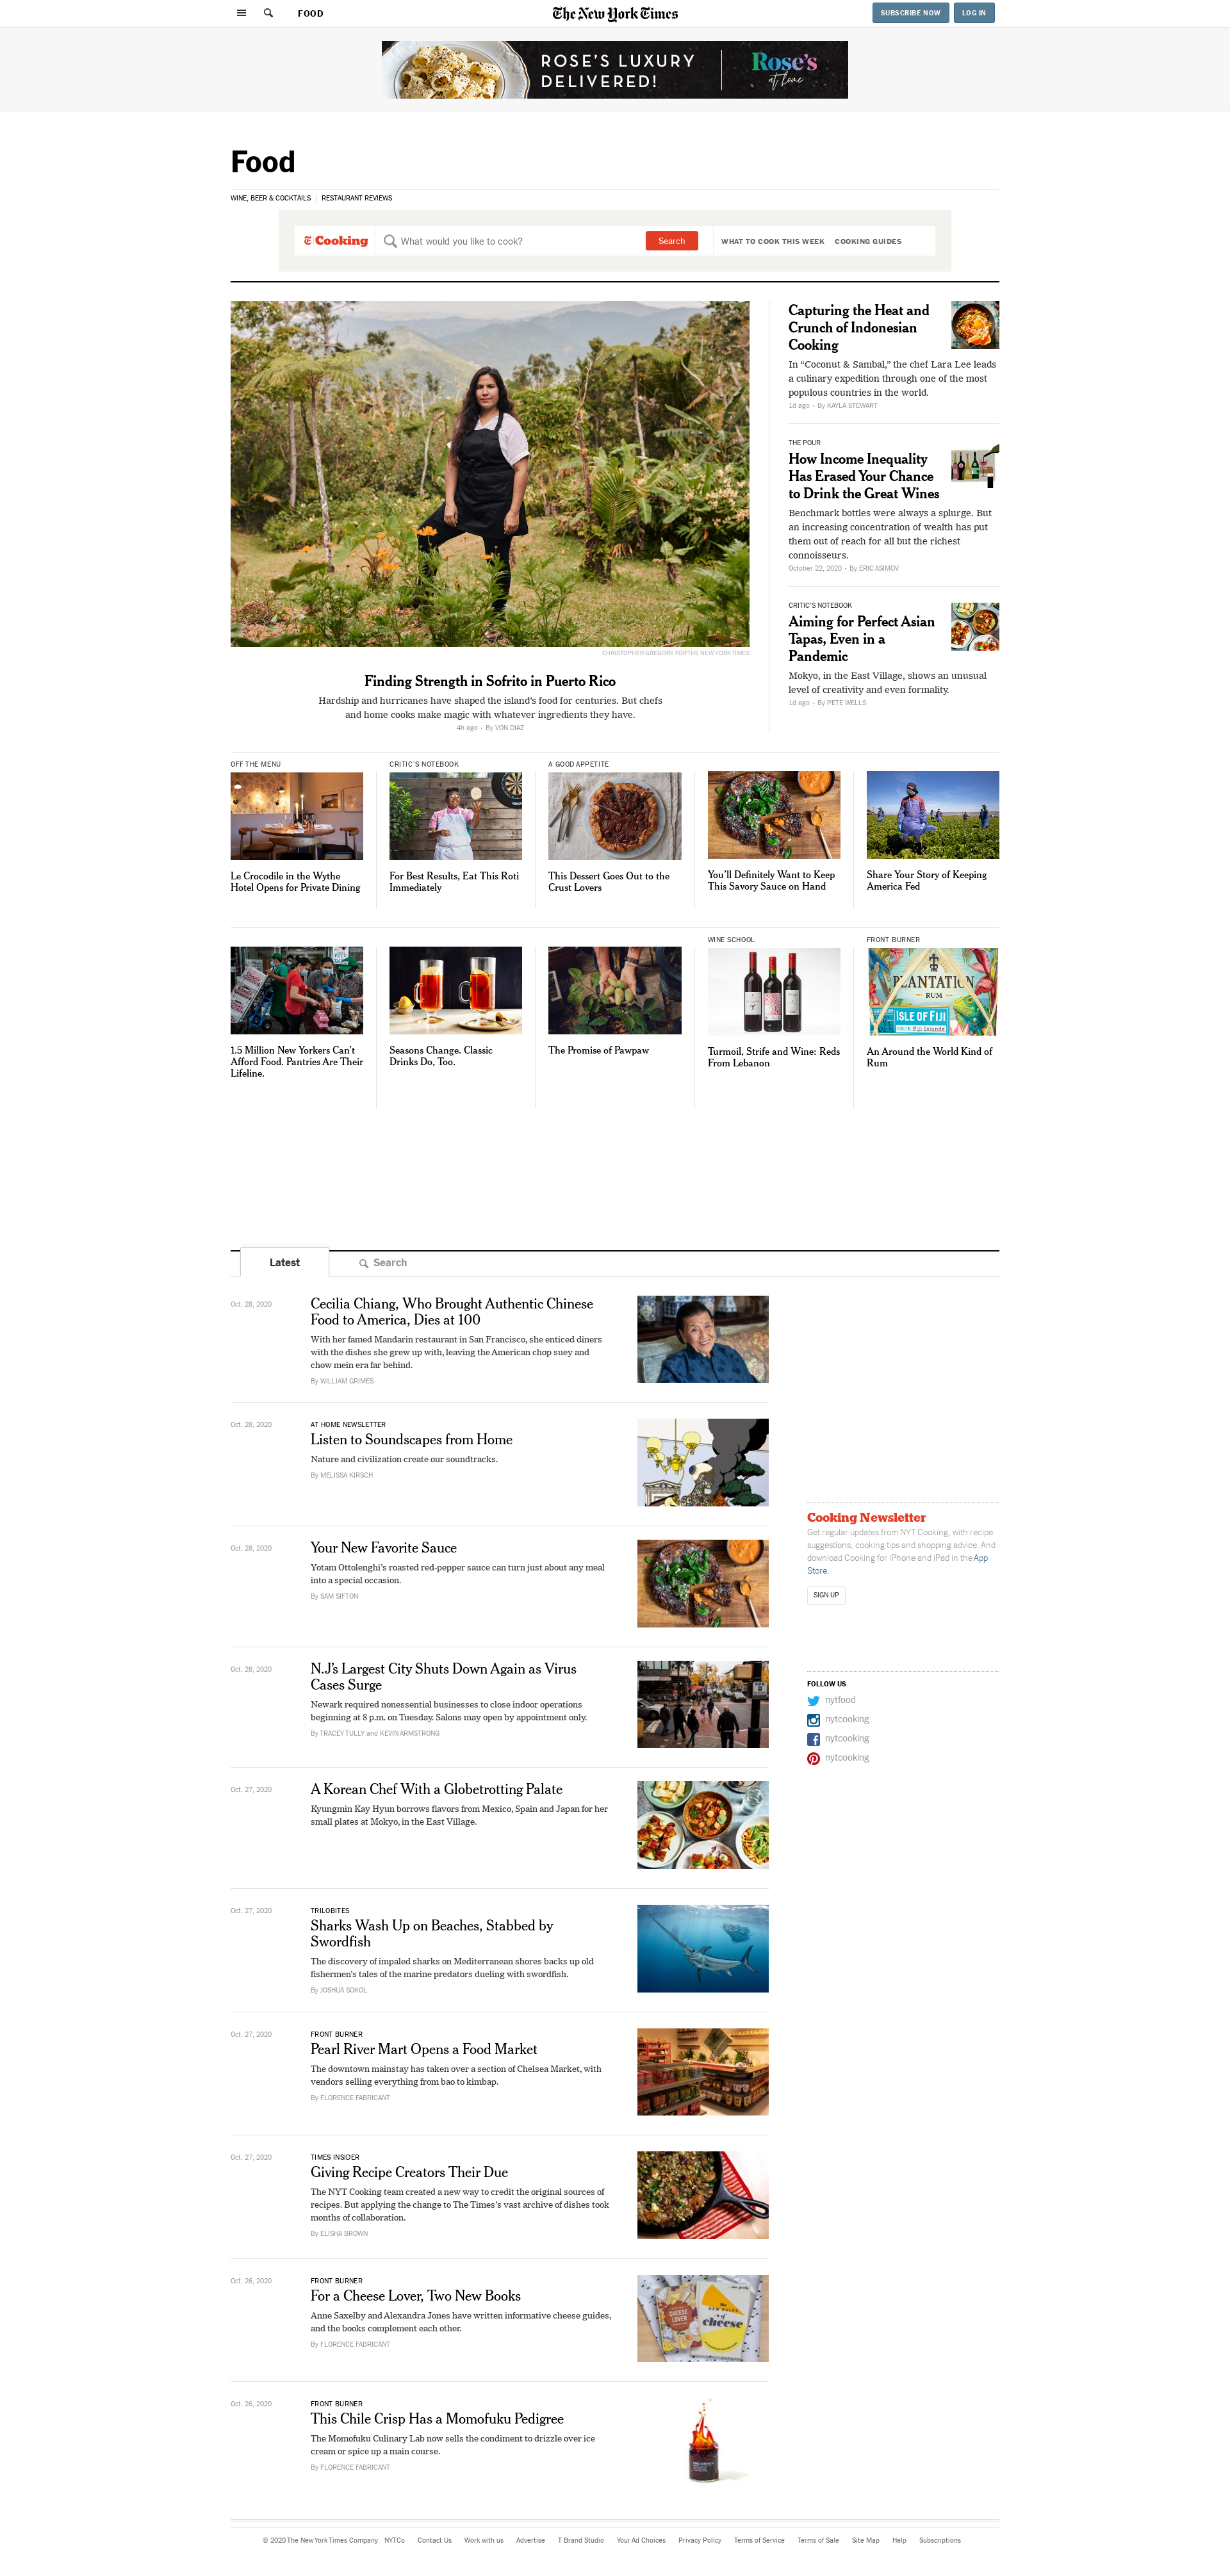 FOOD
The New York Times
SUBSCRIBE NOW
LOG IN
ROSE'S LUXURY
DELIVERED!
Rose's
at home
Food
WINE, BEER & COCKTAILS
RESTAURANT REVIEWS
Cooking
What would you like to cook?
Search
WHAT TO COOK THIS WEEK
COOKING GUIDES
CHRISTOPHER GREGORY FOR THE NEW YORK TIMES
Finding Strength in Sofrito in Puerto Rico
Hardship and hurricanes have shaped the island's food for centuries. But chefs
and home cooks make magic with whatever ingredients they have.
4h ago • By VON DIAZ
Capturing the Heat and
Crunch of Indonesian
Cooking
In “Coconut & Sambal,” the chef Lara Lee leads
a culinary expedition through one of the most
populous countries in the world.
1d ago • By KAYLA STEWART
THE POUR
How Income Inequality
Has Erased Your Chance
to Drink the Great Wines
Benchmark bottles were always a splurge. But
an increasing concentration of wealth has put
them out of reach for all but the richest
connoisseurs.
October 22, 2020 • By ERIC ASIMOV
CRITIC'S NOTEBOOK
Aiming for Perfect Asian
Tapas, Even in a
Pandemic
Mokyo, in the East Village, shows an unusual
level of creativity and even formality.
1d ago • By PETE WELLS
OFF THE MENU
Le Crocodile in the Wythe
Hotel Opens for Private Dining
CRITIC'S NOTEBOOK
For Best Results, Eat This Roti
Immediately
A GOOD APPETITE
This Dessert Goes Out to the
Crust Lovers
You'll Definitely Want to Keep
This Savory Sauce on Hand
Share Your Story of Keeping
America Fed
1.5 Million New Yorkers Can't
Afford Food. Pantries Are Their
Lifeline.
Seasons Change. Classic
Drinks Do, Too.
The Promise of Pawpaw
WINE SCHOOL
Turmoil, Strife and Wine: Reds
From Lebanon
FRONT BURNER
PLANTATION
RUM
ISLE OF FIJI
Fiji Islands
An Around the World Kind of
Rum
Latest
Search
Oct. 28, 2020
Cecilia Chiang, Who Brought Authentic Chinese
Food to America, Dies at 100
With her famed Mandarin restaurant in San Francisco, she enticed diners
with the dishes she grew up with, leaving the American chop suey and
chow mein era far behind.
By WILLIAM GRIMES
Oct. 28, 2020
AT HOME NEWSLETTER
Listen to Soundscapes from Home
Nature and civilization create our soundtracks.
By MELISSA KIRSCH
Oct. 28, 2020
Your New Favorite Sauce
Yotam Ottolenghi's roasted red-pepper sauce can turn just about any meal
into a special occasion.
By SAM SIFTON
Oct. 28, 2020
N.J.'s Largest City Shuts Down Again as Virus
Cases Surge
Newark required nonessential businesses to close indoor operations
beginning at 8 p.m. on Tuesday. Salons may open by appointment only.
By TRACEY TULLY and KEVIN ARMSTRONG
Oct. 27, 2020
A Korean Chef With a Globetrotting Palate
Kyungmin Kay Hyun borrows flavors from Mexico, Spain and Japan for her
small plates at Mokyo, in the East Village.
Oct. 27, 2020
TRILOBITES
Sharks Wash Up on Beaches, Stabbed by
Swordfish
The discovery of impaled sharks on Mediterranean shores backs up old
fishermen's tales of the marine predators dueling with swordfish.
By JOSHUA SOKOL
Oct. 27, 2020
FRONT BURNER
Pearl River Mart Opens a Food Market
The downtown mainstay has taken over a section of Chelsea Market, with
vendors selling everything from bao to kimbap.
By FLORENCE FABRICANT
Oct. 27, 2020
TIMES INSIDER
Giving Recipe Creators Their Due
The NYT Cooking team created a new way to credit the original sources of
recipes. But applying the change to The Times's vast archive of dishes took
months of collaboration.
By ELISHA BROWN
Oct. 26, 2020
FRONT BURNER
For a Cheese Lover, Two New Books
Anne Saxelby and Alexandra Jones have written informative cheese guides,
and the books complement each other.
By FLORENCE FABRICANT
CHEESE
LOVER
NEW RULES
of
cheese
Oct. 26, 2020
FRONT BURNER
This Chile Crisp Has a Momofuku Pedigree
The Momofuku Culinary Lab now sells the condiment to drizzle over ice
cream or spice up a main course.
By FLORENCE FABRICANT
Cooking Newsletter
Get regular updates from NYT Cooking, with recipe
suggestions, cooking tips and shopping advice. And
download Cooking for iPhone and iPad in the App
Store.
SIGN UP
FOLLOW US
nytfood
nytcooking
nytcooking
nytcooking
© 2020 The New York Times Company
NYTCo
Contact Us
Work with us
Advertise
T Brand Studio
Your Ad Choices
Privacy Policy
Terms of Service
Terms of Sale
Site Map
Help
Subscriptions